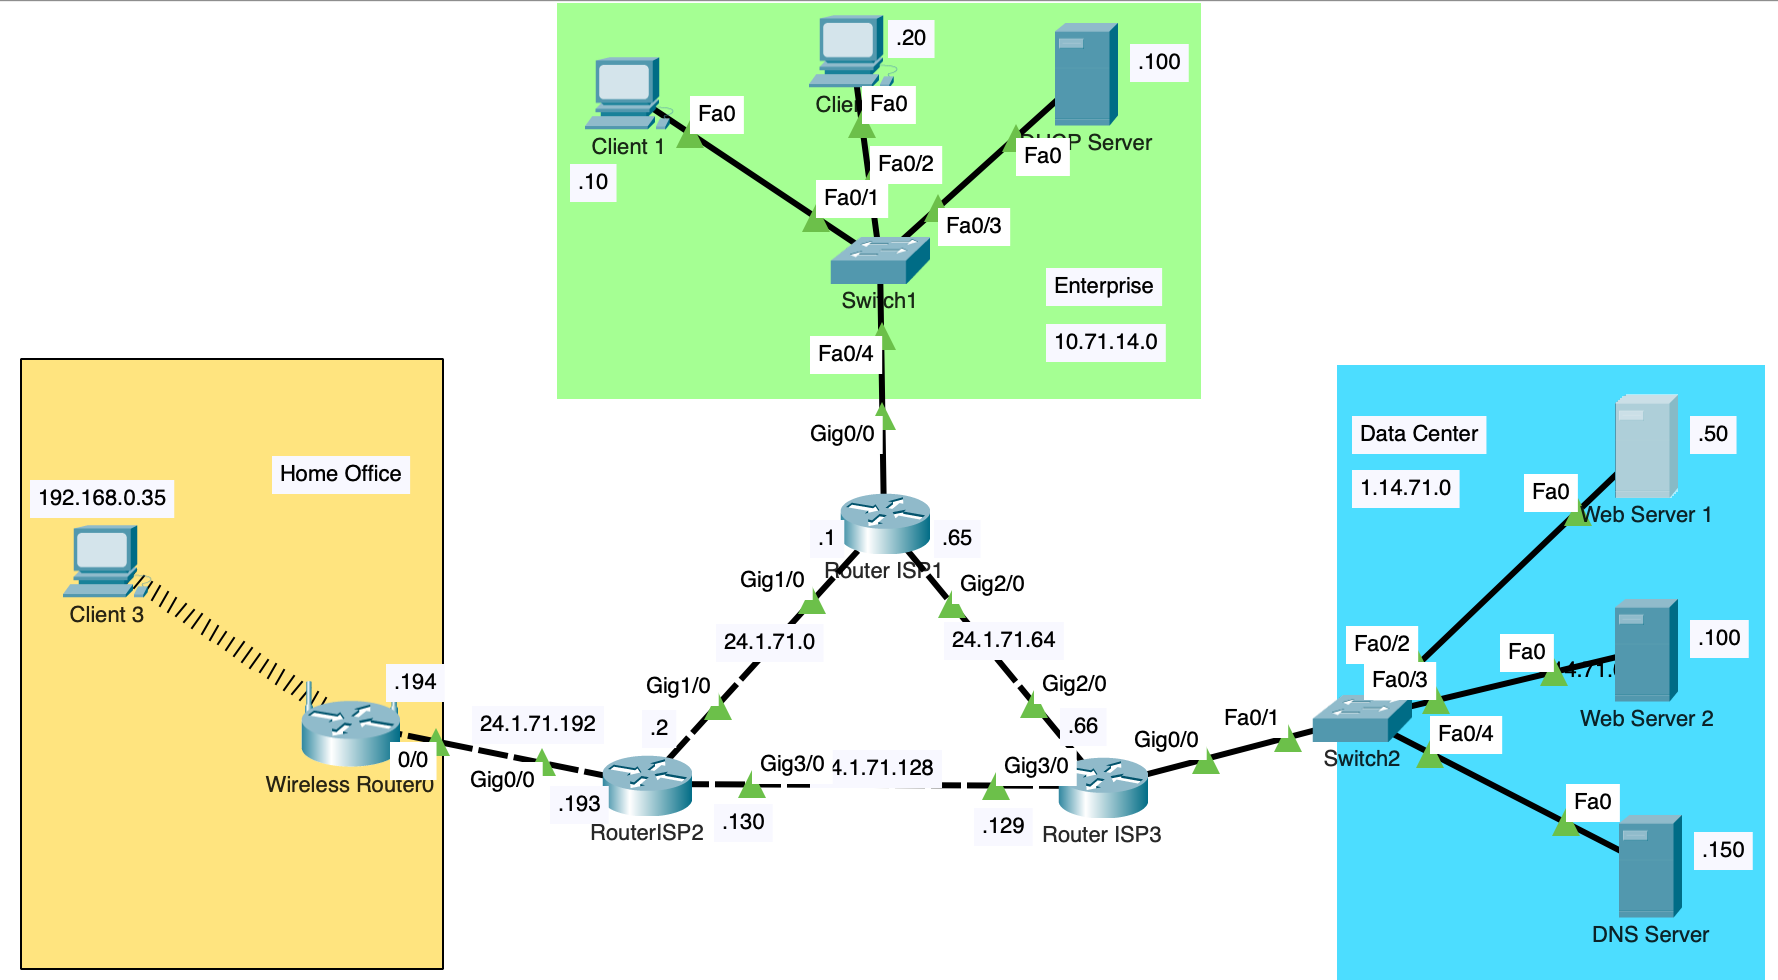 .20
.100
Fa0
Fa0
Client 1
Server
Fa0
.10
Fa0/2
Fa0/1
Fa0/3
Enterprise
Switch1
10.71.14.0
Fa0/4
Gig0/0
Home Office
192.168.0.35
Client 3
Data Center
.50
1.14.71.0
Fa0
Web Server 1
.1
.65
Router ISP1
Gig1/0
Gig2/0
24.1.71.0
24.1.71.64
Fa0/2
Fa0
.100
Fa0/3
.194
Gig1/0
Gig2/0
24.1.71.192
.2
.66
Fa0/1
Web Server 2
Gig0/0
Fa0/4
Switch2
0/0
Wireless Router0
Gig0/0
Gig3/0
4.1.71.128
Gig3/0
.193
.130
.129
RouterISP2
Router ISP3
Fa0
.150
DNS Server